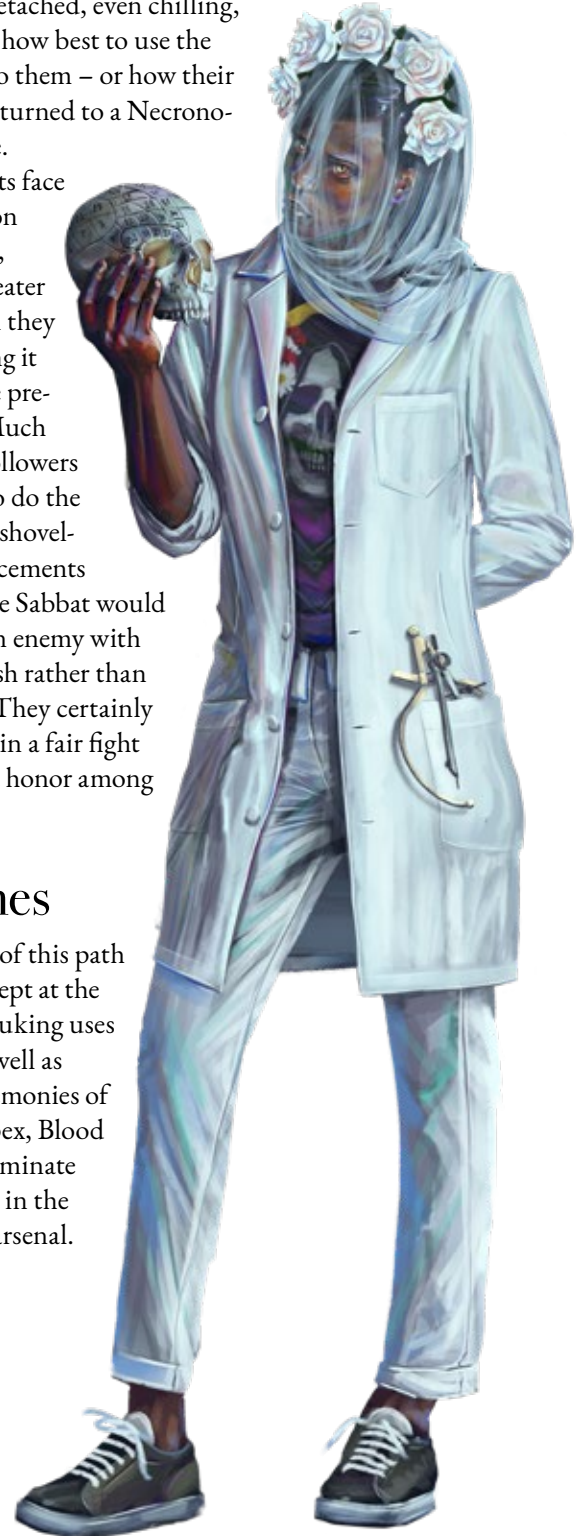 etached, even chilling,
how best to use the
o them – or how their
turned to a Necrono-
e.
ts face
on
,
eater
they
ng it
e pre-
Much
ollowers
o do the
shovel-
cements
e Sabbat would
n enemy with
sh rather than
They certainly
in a fair fight
honor among
nes
of this path
ept at the
uking uses
well as
monies of
pex, Blood
minate
in the
arsenal.